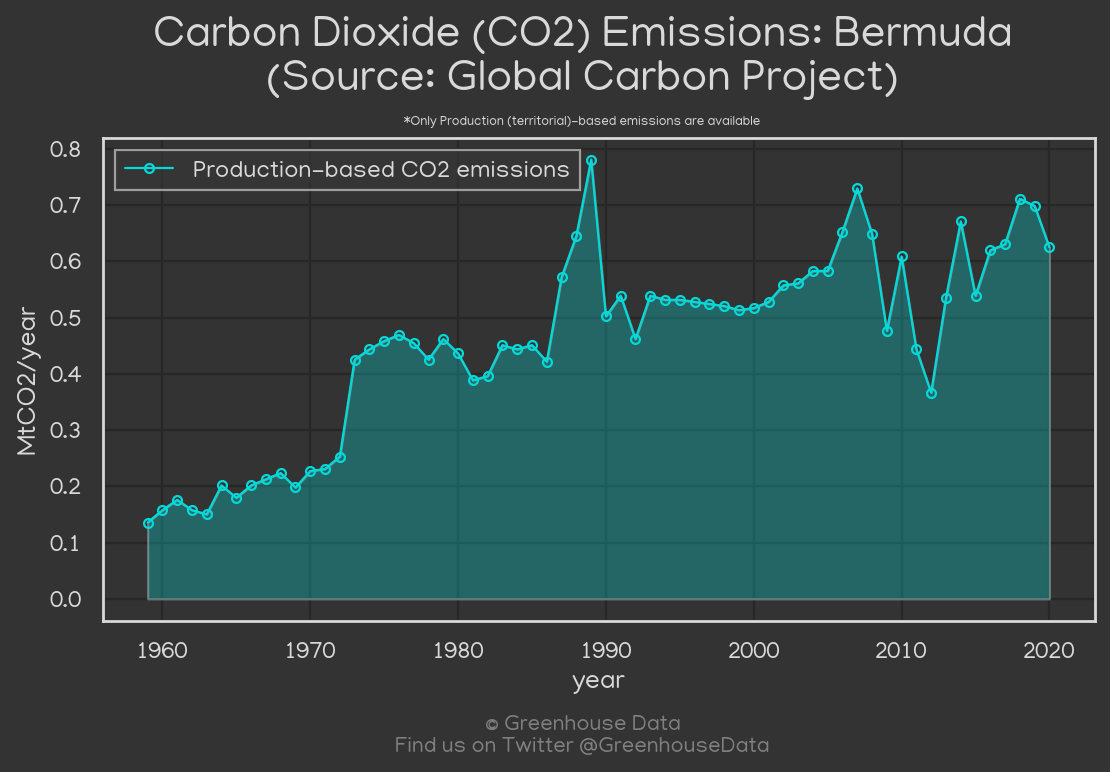 Carbon Dioxide (CO2) Emissions: Bermuda
(Source: Global Carbon Project)
*Only Production (territorial)-based emissions are available
Production-based CO2 emissions
MtCO2/year
0.8
0.7
0.6
0.5
0.4
0.3
0.2
0.1
0.0
1960 1970 1980 1990 2000 2010 2020
year
© Greenhouse Data
Find us on Twitter @GreenhouseData